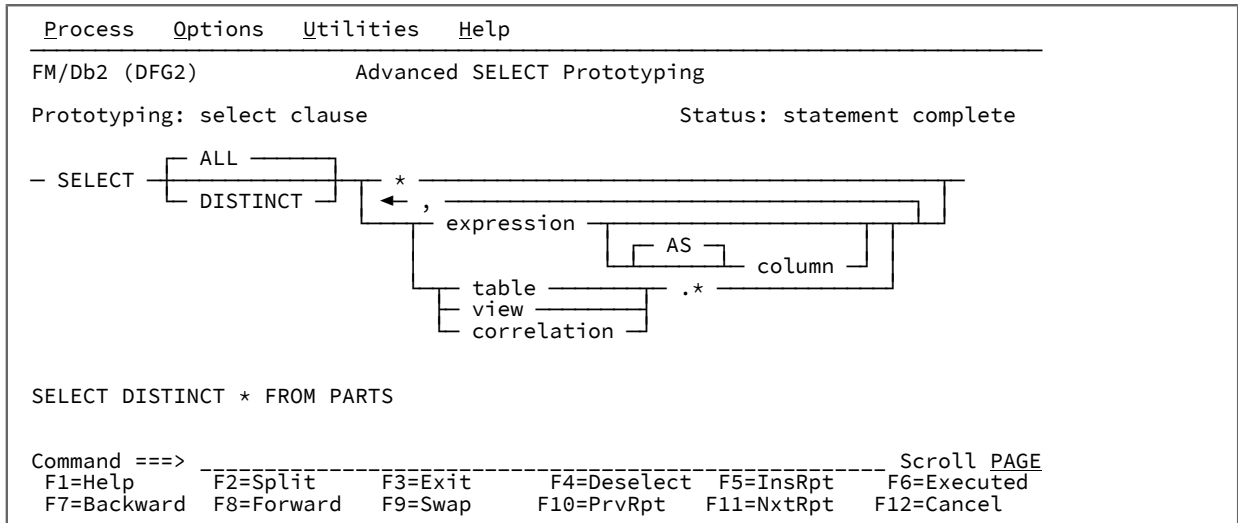 Process Options Utilities Help
FM/Db2 (DFG2) Advanced SELECT Prototyping
Prototyping: select clause Status: statement complete
ALL
SELECT *
DISTINCT ,
expression
AS
column
table .*
view
correlation
SELECT DISTINCT * FROM PARTS
Command ===> Scroll PAGE
F1=Help F2=Split F3=Exit F4=Deselect F5=InsRpt F6=Executed
F7=Backward F8=Forward F9=Swap F10=PrvRpt F11=NxtRpt F12=Cancel